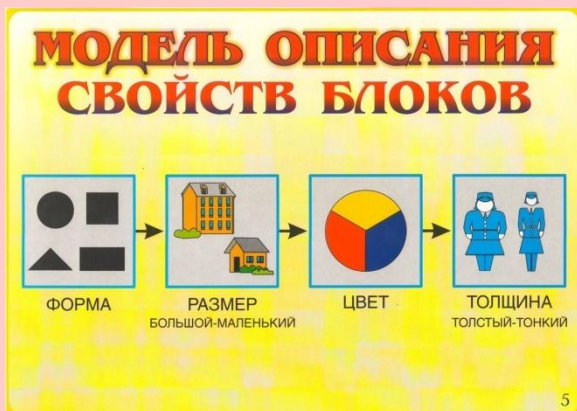 МОДЕЛЬ ОПИСАНИЯ
СВОЙСТВ БЛОКОВ
ФОРМА
РАЗМЕР
БОЛЬШОЙ-МАЛЕНЬКИЙ
ЦВЕТ
ТОЛЩИНА
ТОЛСТЫЙ-ТОНКИЙ
5